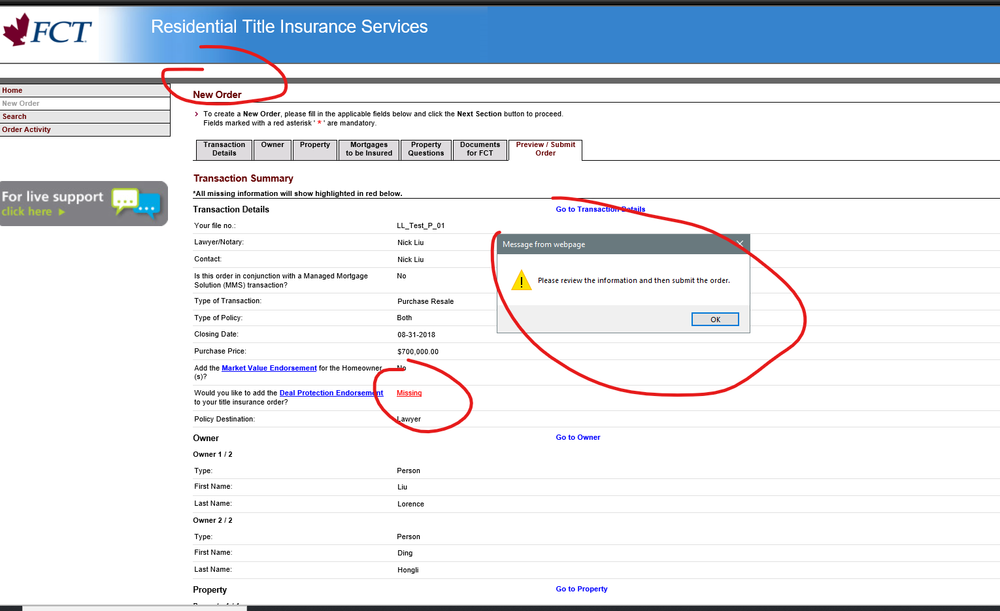 FCT
Residential Title Insurance Services
Home
New Order
Search
Order Activity
For live support
click here
New Order
To create a New Order, please fill in the applicable fields below and click the Next Section button to proceed.
Fields marked with a red asterisk ' * ' are mandatory.
Transaction Details
Owner
Property
Mortgages to be Insured
Property Questions
Documents for FCT
Preview / Submit Order
Transaction Summary
*All missing information will show highlighted in red below.
Transaction Details Go to Transaction Details
Your file no.: LL_Test_P_01
Lawyer/Notary: Nick Liu
Contact: Nick Liu
Is this order in conjunction with a Managed Mortgage No
Solution (MMS) transaction?
Type of Transaction: Purchase Resale
Type of Policy: Both
Closing Date: 08-31-2018
Purchase Price: $700,000.00
Add the Market Value Endorsement for the Homeowner No
(s)?
Would you like to add the Deal Protection Endorsement Missing
to your title insurance order?
Policy Destination: Lawyer
Message from webpage
Please review the information and then submit the order.
OK
Owner Go to Owner
Owner 1 / 2
Type: Person
First Name: Liu
Last Name: Lorence
Owner 2 / 2
Type: Person
First Name: Ding
Last Name: Hongli
Property Go to Property